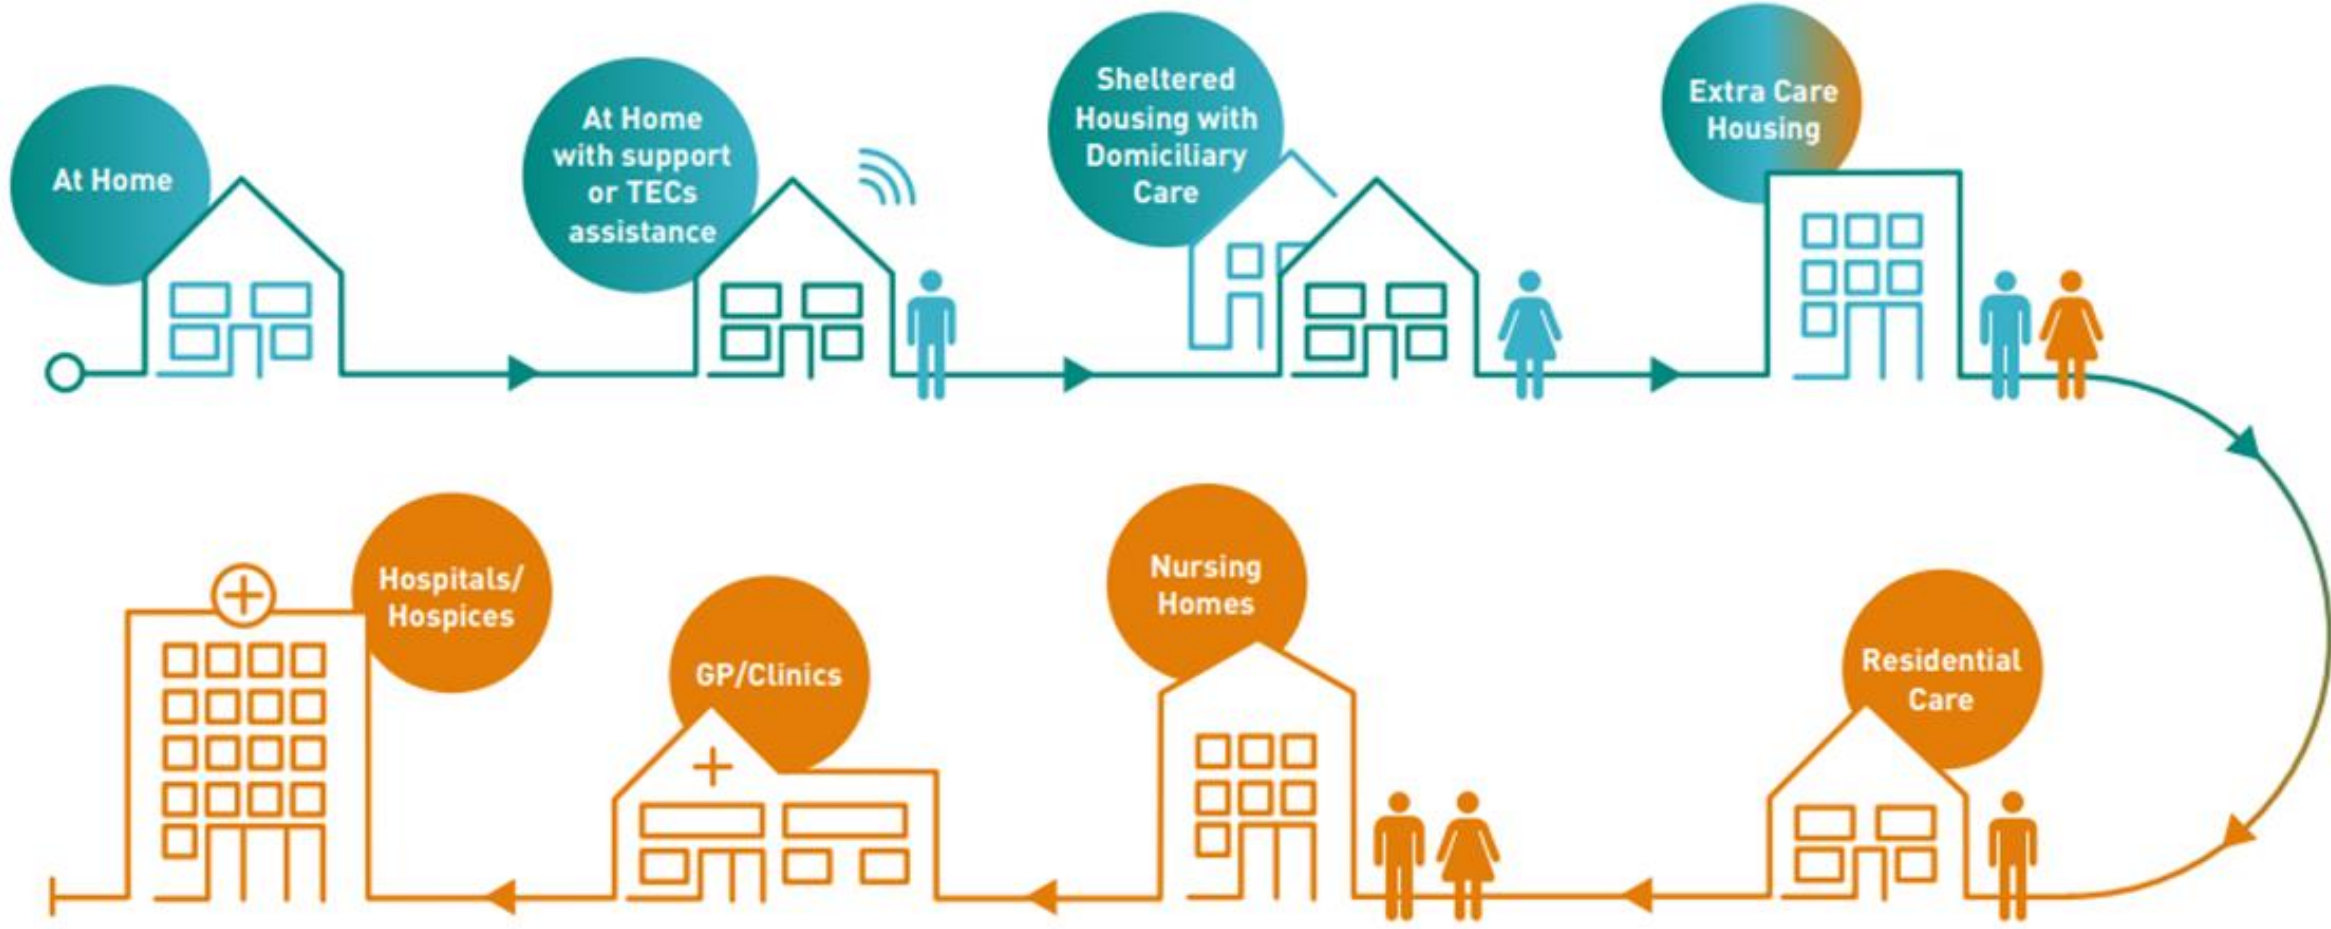 At Home
At Home
with support
or TECs
assistance
Sheltered
Housing with
Domiciliary
Care
Extra Care
Housing
Residential
Care
Nursing
Homes
GP/Clinics
Hospitals/
Hospices